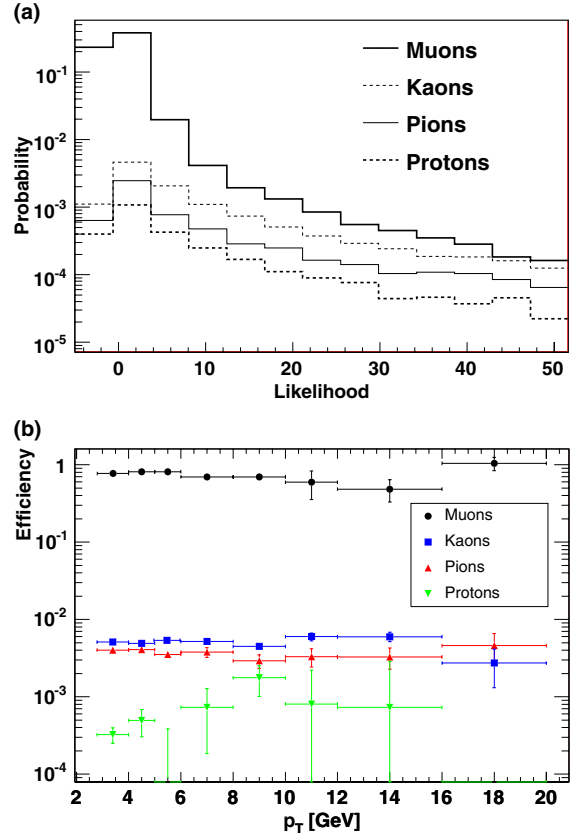 (a)
Probability
10^-1
10^-2
10^-3
10^-4
10^-5
Muons
Kaons
Pions
Protons
0 10 20 30 40 50
Likelihood
(b)
Efficiency
1
10^-1
10^-2
10^-3
10^-4
Muons
Kaons
Pions
Protons
2 4 6 8 10 12 14 16 18 20
p_T [GeV]